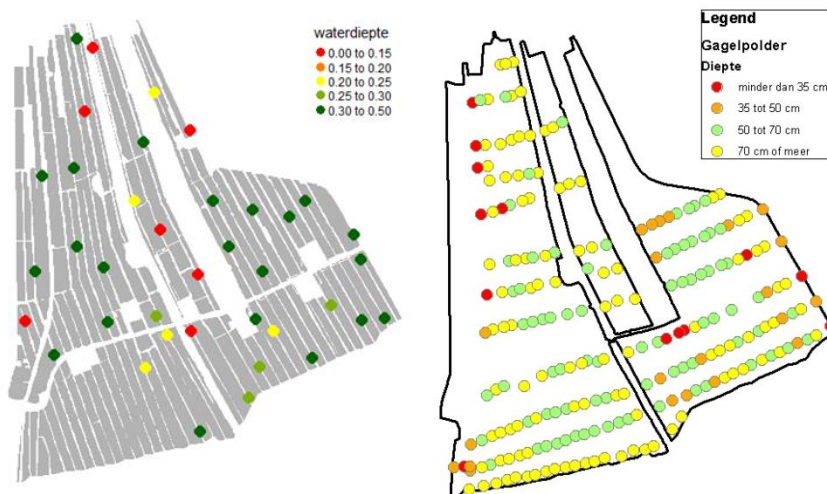 waterdiepte
0.00 to 0.15
0.15 to 0.20
0.20 to 0.25
0.25 to 0.30
0.30 to 0.50
Legend
Gagelpolder
Diepte
minder dan 35 cm
35 tot 50 cm
50 tot 70 cm
70 cm of meer